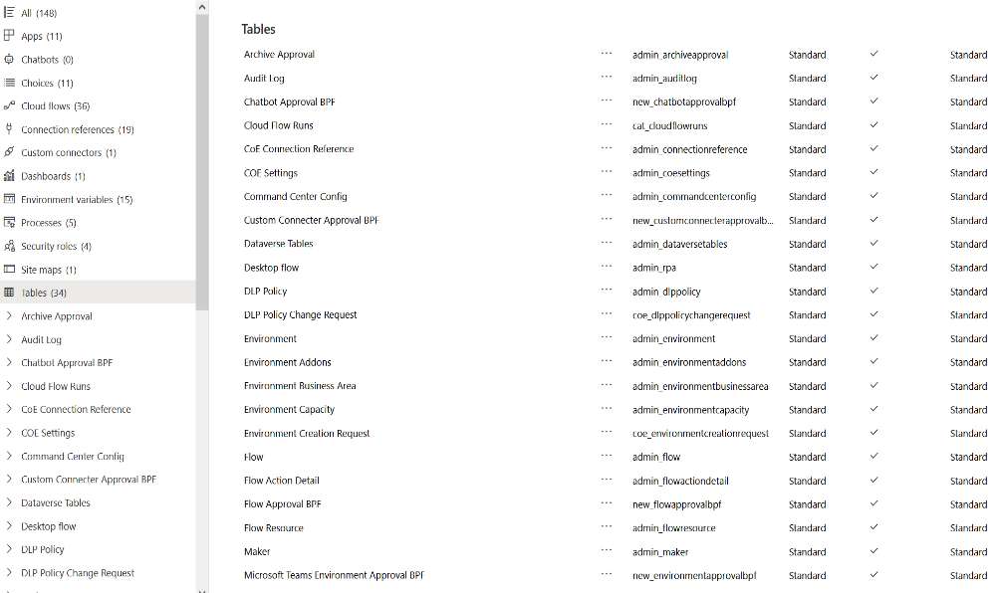 All (148)
Apps (11)
Chatbots (0)
Choices (11)
Cloud flows (36)
Connection references (19)
Custom connectors (1)
Dashboards (1)
Environment variables (15)
Processes (5)
Security roles (4)
Site maps (1)
Tables (34)
Archive Approval
Audit Log
Chatbot Approval BPF
Cloud Flow Runs
CoE Connection Reference
COE Settings
Command Center Config
Custom Connecter Approval BPF
Dataverse Tables
Desktop flow
DLP Policy
DLP Policy Change Request
Tables
Archive Approval ··· admin_archiveapproval Standard Standard
Audit Log ··· admin_auditlog Standard Standard
Chatbot Approval BPF ··· new_chatbotapprovalbpf Standard Standard
Cloud Flow Runs ··· cat_cloudflowruns Standard Standard
CoE Connection Reference ··· admin_connectionreference Standard Standard
COE Settings ··· admin_coesettings Standard Standard
Command Center Config ··· admin_commandcenterconfig Standard Standard
Custom Connecter Approval BPF ··· new_customconnecterapprovalb... Standard Standard
Dataverse Tables ··· admin_dataversetables Standard Standard
Desktop flow ··· admin_rpa Standard Standard
DLP Policy ··· admin_dlppolicy Standard Standard
DLP Policy Change Request ··· coe_dlppolicychangerequest Standard Standard
Environment ··· admin_environment Standard Standard
Environment Addons ··· admin_environmentaddons Standard Standard
Environment Business Area ··· admin_environmentbusinessarea Standard Standard
Environment Capacity ··· admin_environmentcapacity Standard Standard
Environment Creation Request ··· coe_environmentcreationrequest Standard Standard
Flow ··· admin_flow Standard Standard
Flow Action Detail ··· admin_flowactiondetail Standard Standard
Flow Approval BPF ··· new_flowapprovalbpf Standard Standard
Flow Resource ··· admin_flowresource Standard Standard
Maker ··· admin_maker Standard Standard
Microsoft Teams Environment Approval BPF ··· new_environmentapprovalbpf Standard Standard